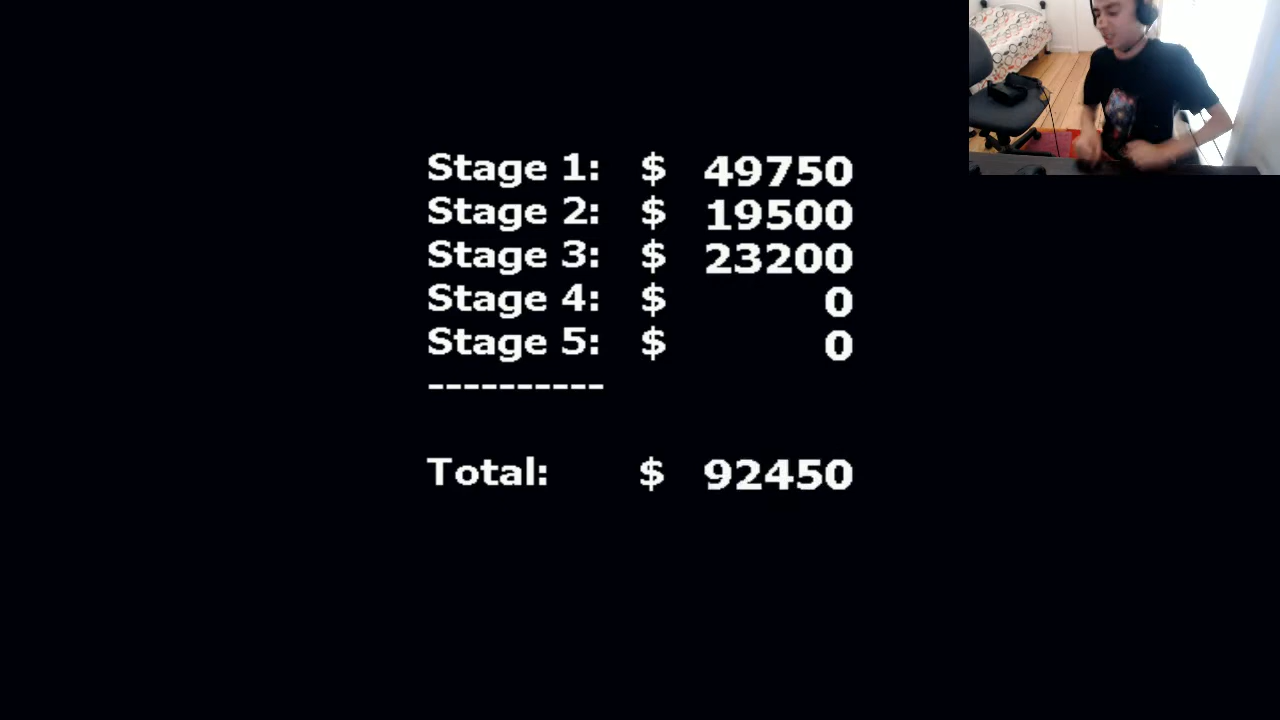 Stage 1: $ 49750
Stage 2: $ 19500
Stage 3: $ 23200
Stage 4: $ 0
Stage 5: $ 0
----------
Total: $ 92450